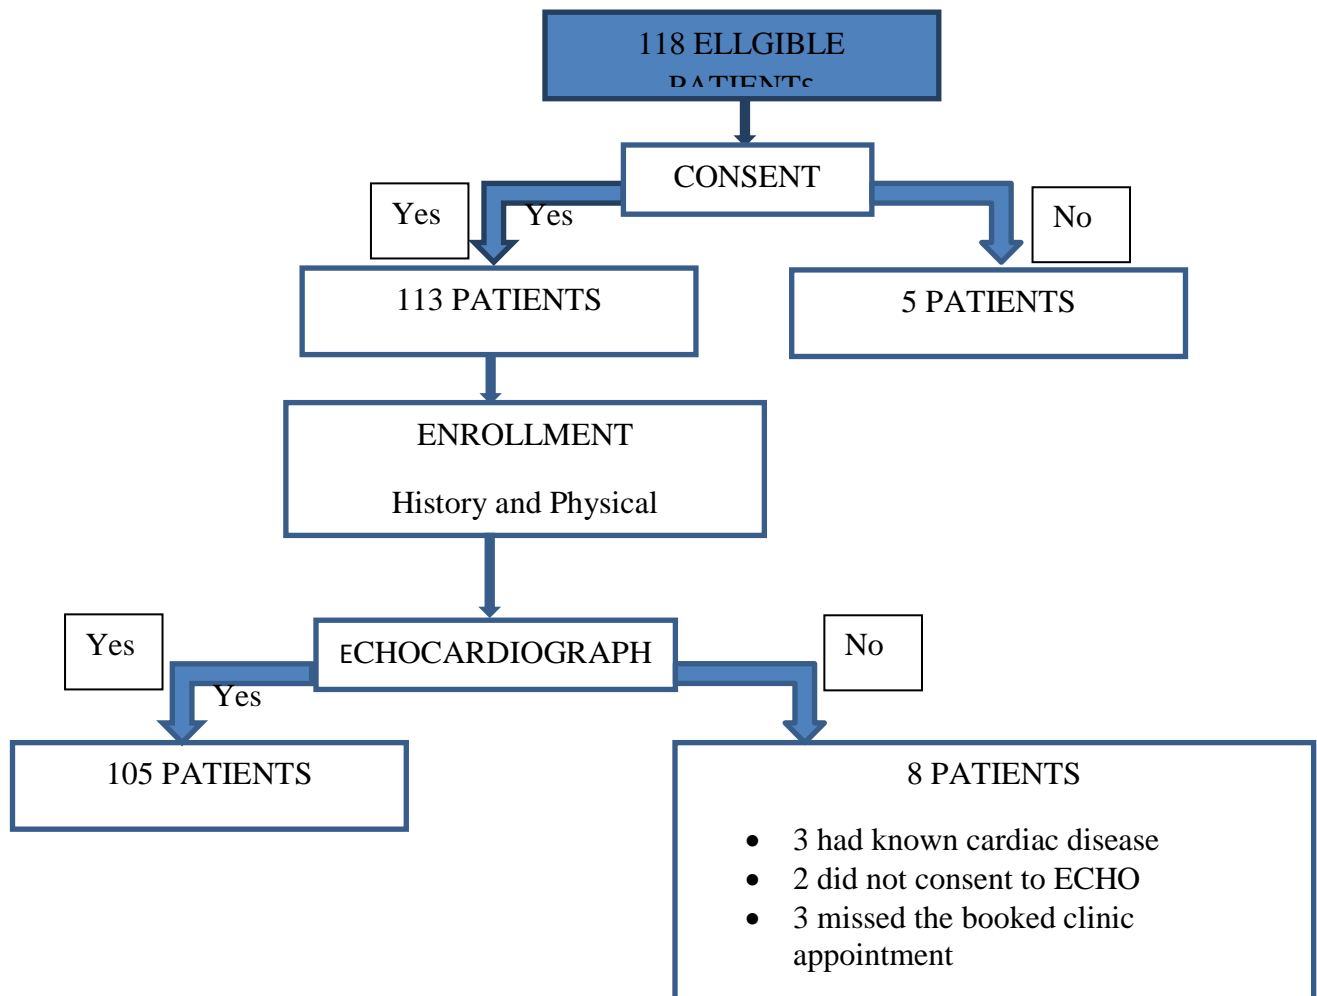 118 ELLGIBLE
PATIENTS
CONSENT
Yes
Yes
No
113 PATIENTS
5 PATIENTS
ENROLLMENT
History and Physical
Yes
ECHOCARDIOGRAPH
No
Yes
105 PATIENTS
8 PATIENTS
• 3 had known cardiac disease
• 2 did not consent to ECHO
• 3 missed the booked clinic
appointment